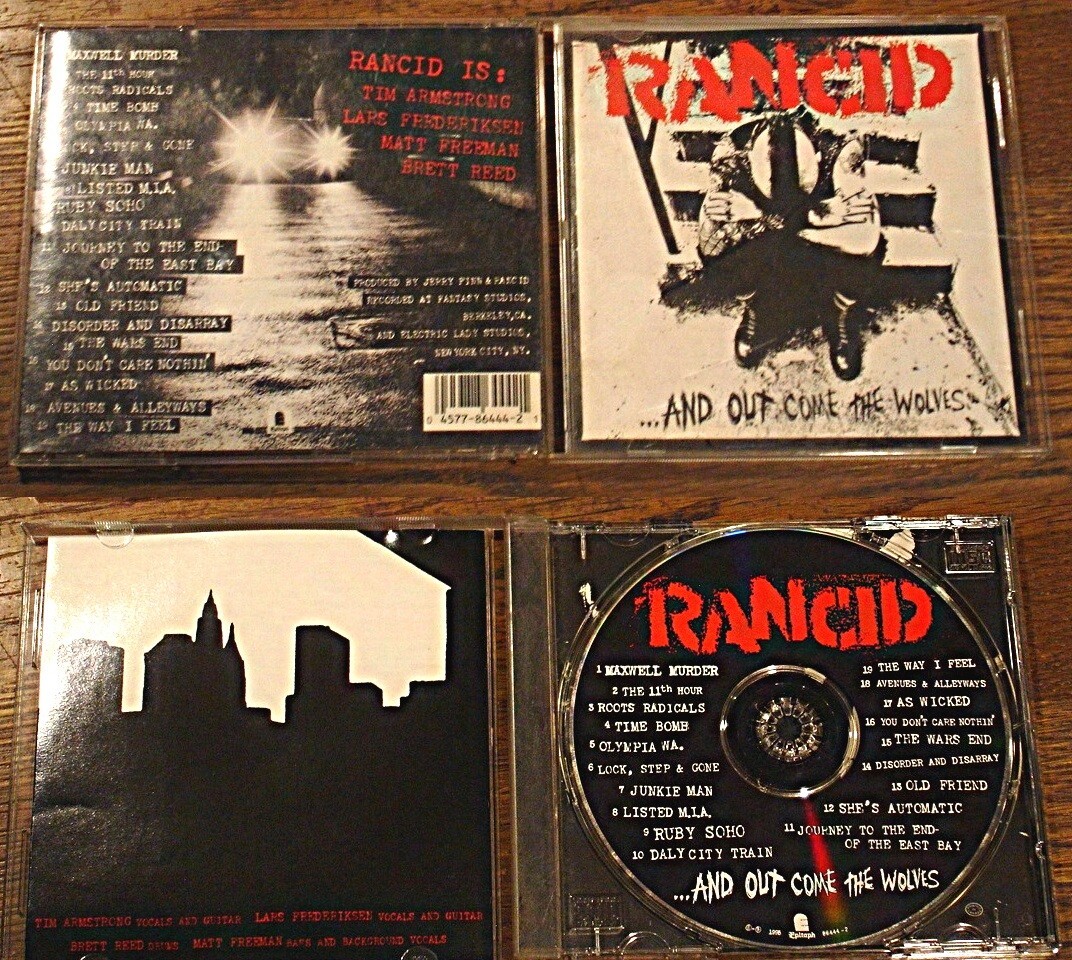 MAXWELL MURDER
THE 11th HOUR
ROOTS RADICALS
4 TIME BOMB
OLYMPIA WA.
LOCK, STEP & GONE
JUNKIE MAN
8 LISTED M.I.A.
RUBY SOHO
DALY CITY TRAIN
11 JOURNEY TO THE END-
OF THE EAST BAY
12 SHE'S AUTOMATIC
13 OLD FRIEND
14 DISORDER AND DISARRAY
15 THE WARS END
16 YOU DON'T CARE NOTHIN'
17 AS WICKED
18 AVENUES & ALLEYWAYS
19 THE WAY I FEEL
RANCID IS:
TIM ARMSTRONG
LARS FREDERIKSEN
MATT FREEMAN
BRETT REED
PRODUCED BY JERRY FINN & RANCID
RECORDED AT FANTASY STUDIOS,
BERKELEY, CA.
AND ELECTRIC LADY STUDIOS,
NEW YORK CITY, NY.
0 4577-86444-2 1
RANCID
...AND OUT COME THE WOLVES
TIM ARMSTRONG VOCALS AND GUITAR LARS FREDERIKSEN VOCALS AND GUITAR
BRETT REED DRUMS MATT FREEMAN BASS AND BACKGROUND VOCALS
RANCID
1 MAXWELL MURDER
2 THE 11th HOUR
3 ROOTS RADICALS
4 TIME BOMB
5 OLYMPIA WA.
6 LOCK, STEP & GONE
7 JUNKIE MAN
8 LISTED M.I.A.
9 RUBY SOHO
10 DALY CITY TRAIN
19 THE WAY I FEEL
18 AVENUES & ALLEYWAYS
17 AS WICKED
16 YOU DON'T CARE NOTHIN'
15 THE WARS END
14 DISORDER AND DISARRAY
13 OLD FRIEND
12 SHE'S AUTOMATIC
11 JOURNEY TO THE END-
OF THE EAST BAY
...AND OUT COME THE WOLVES
1995 Epitaph 86444-2